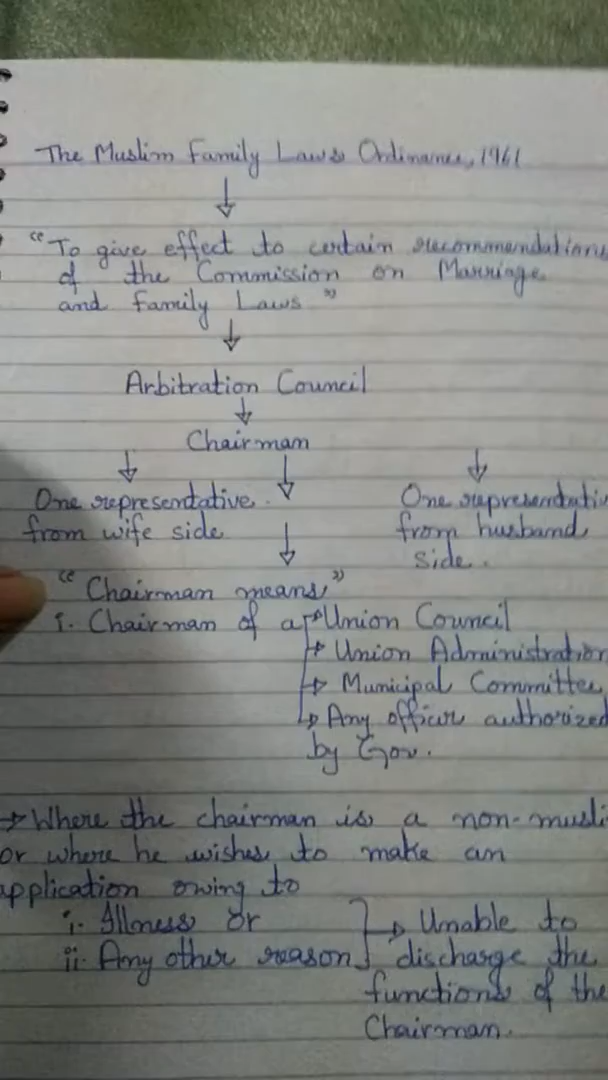 The Muslim Family Laws Ordinance, 1961
"To give effect to certain recommendations
of the Commission on Marriage
and Family Laws"
Arbitration Council
Chairman
One representative from wife side
One representativ from husband side.
"Chairman means"
i. Chairman of a → Union Council
→ Union Administration
→ Municipal Committee
→ Any officer authorized
by Gov.
→ Where the chairman is a non-musli
or where he wishes to make an
application owing to
i. Illness or
ii. Any other reason
→ Unable to
discharge the
functions of the
Chairman.